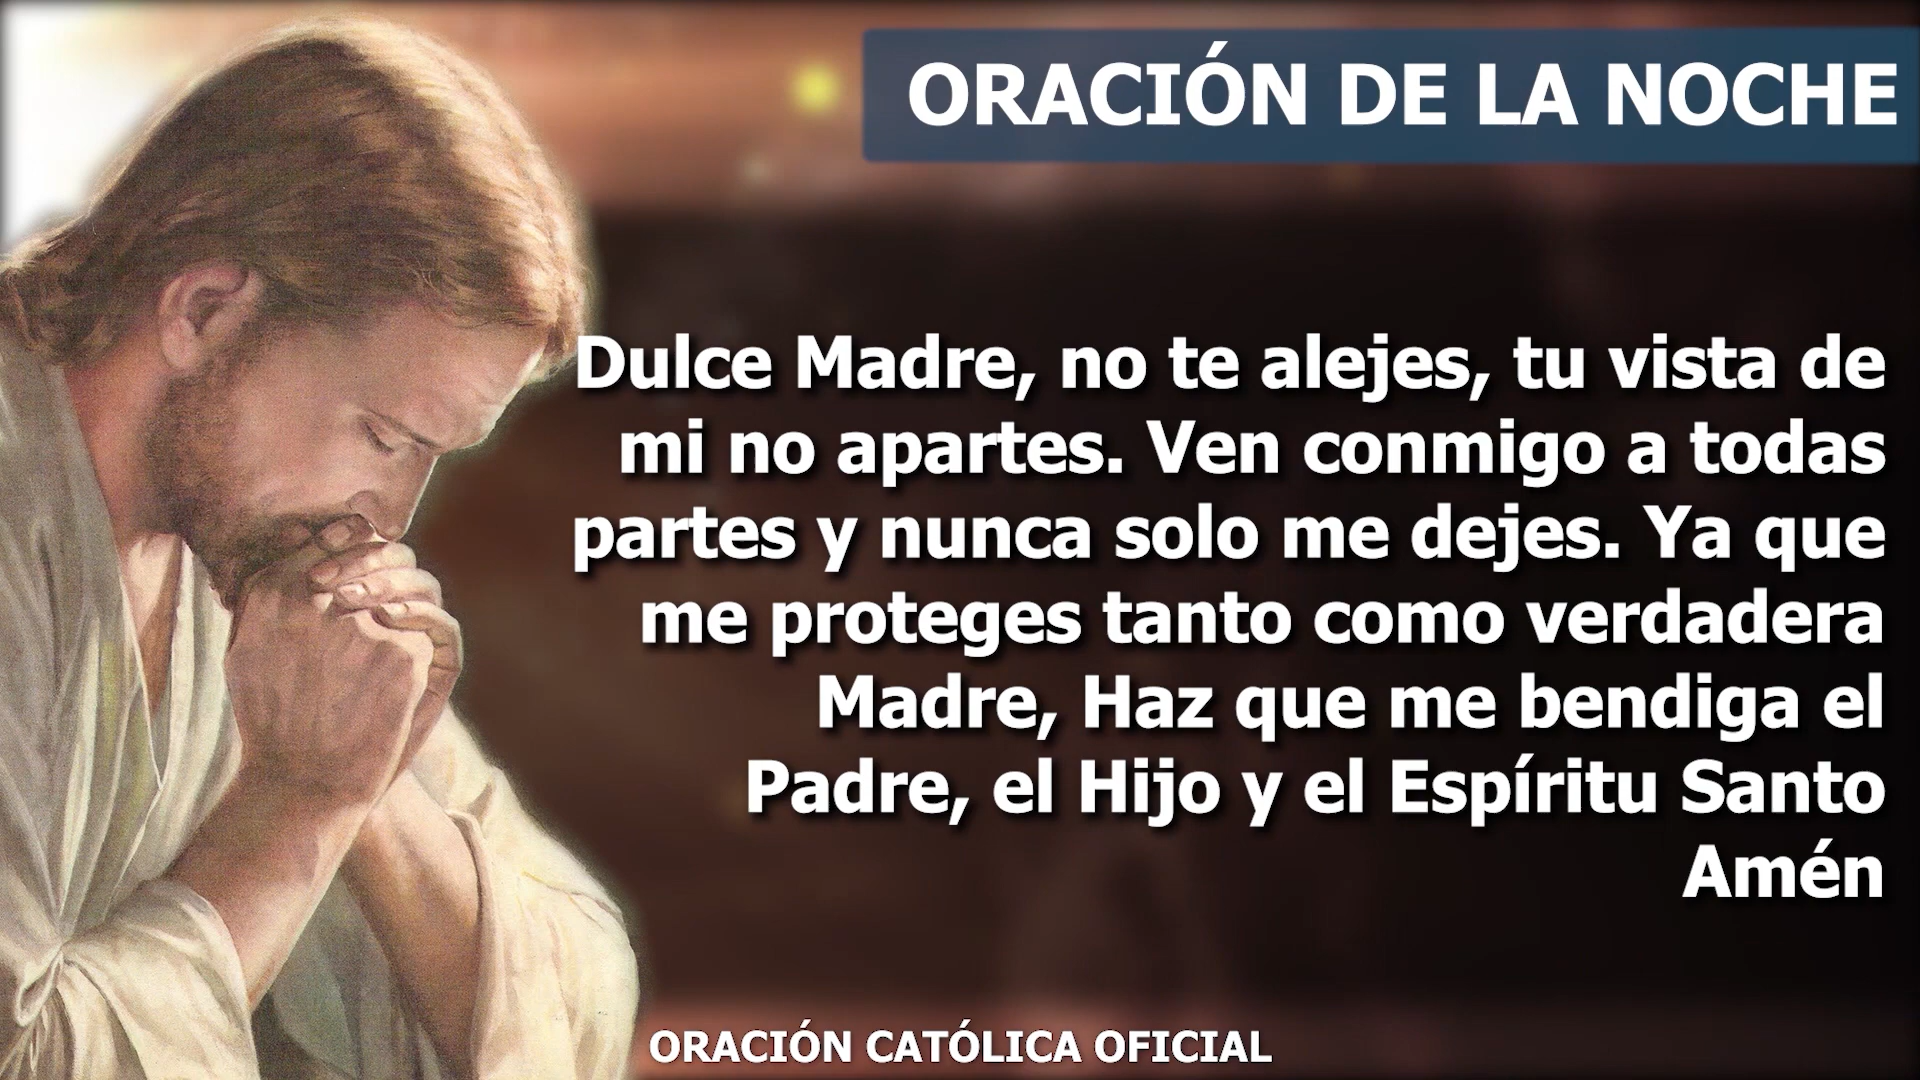 ORACIÓN DE LA NOCHE
Dulce Madre, no te alejes, tu vista de
mi no apartes. Ven conmigo a todas
partes y nunca solo me dejes. Ya que
me proteges tanto como verdadera
Madre, Haz que me bendiga el
Padre, el Hijo y el Espíritu Santo
Amén
ORACIÓN CATÓLICA OFICIAL